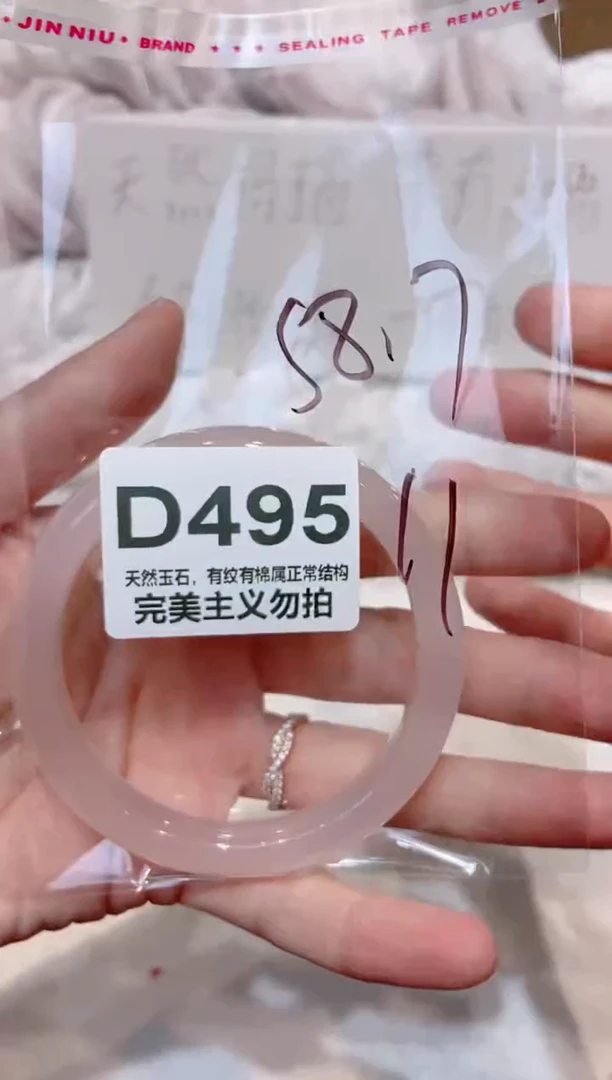 JIN NIU BRAND * * * SEALING TAPE REMOVE
58.7
11
D495
天然玉石，有纹有棉属正常结构
完美主义勿拍